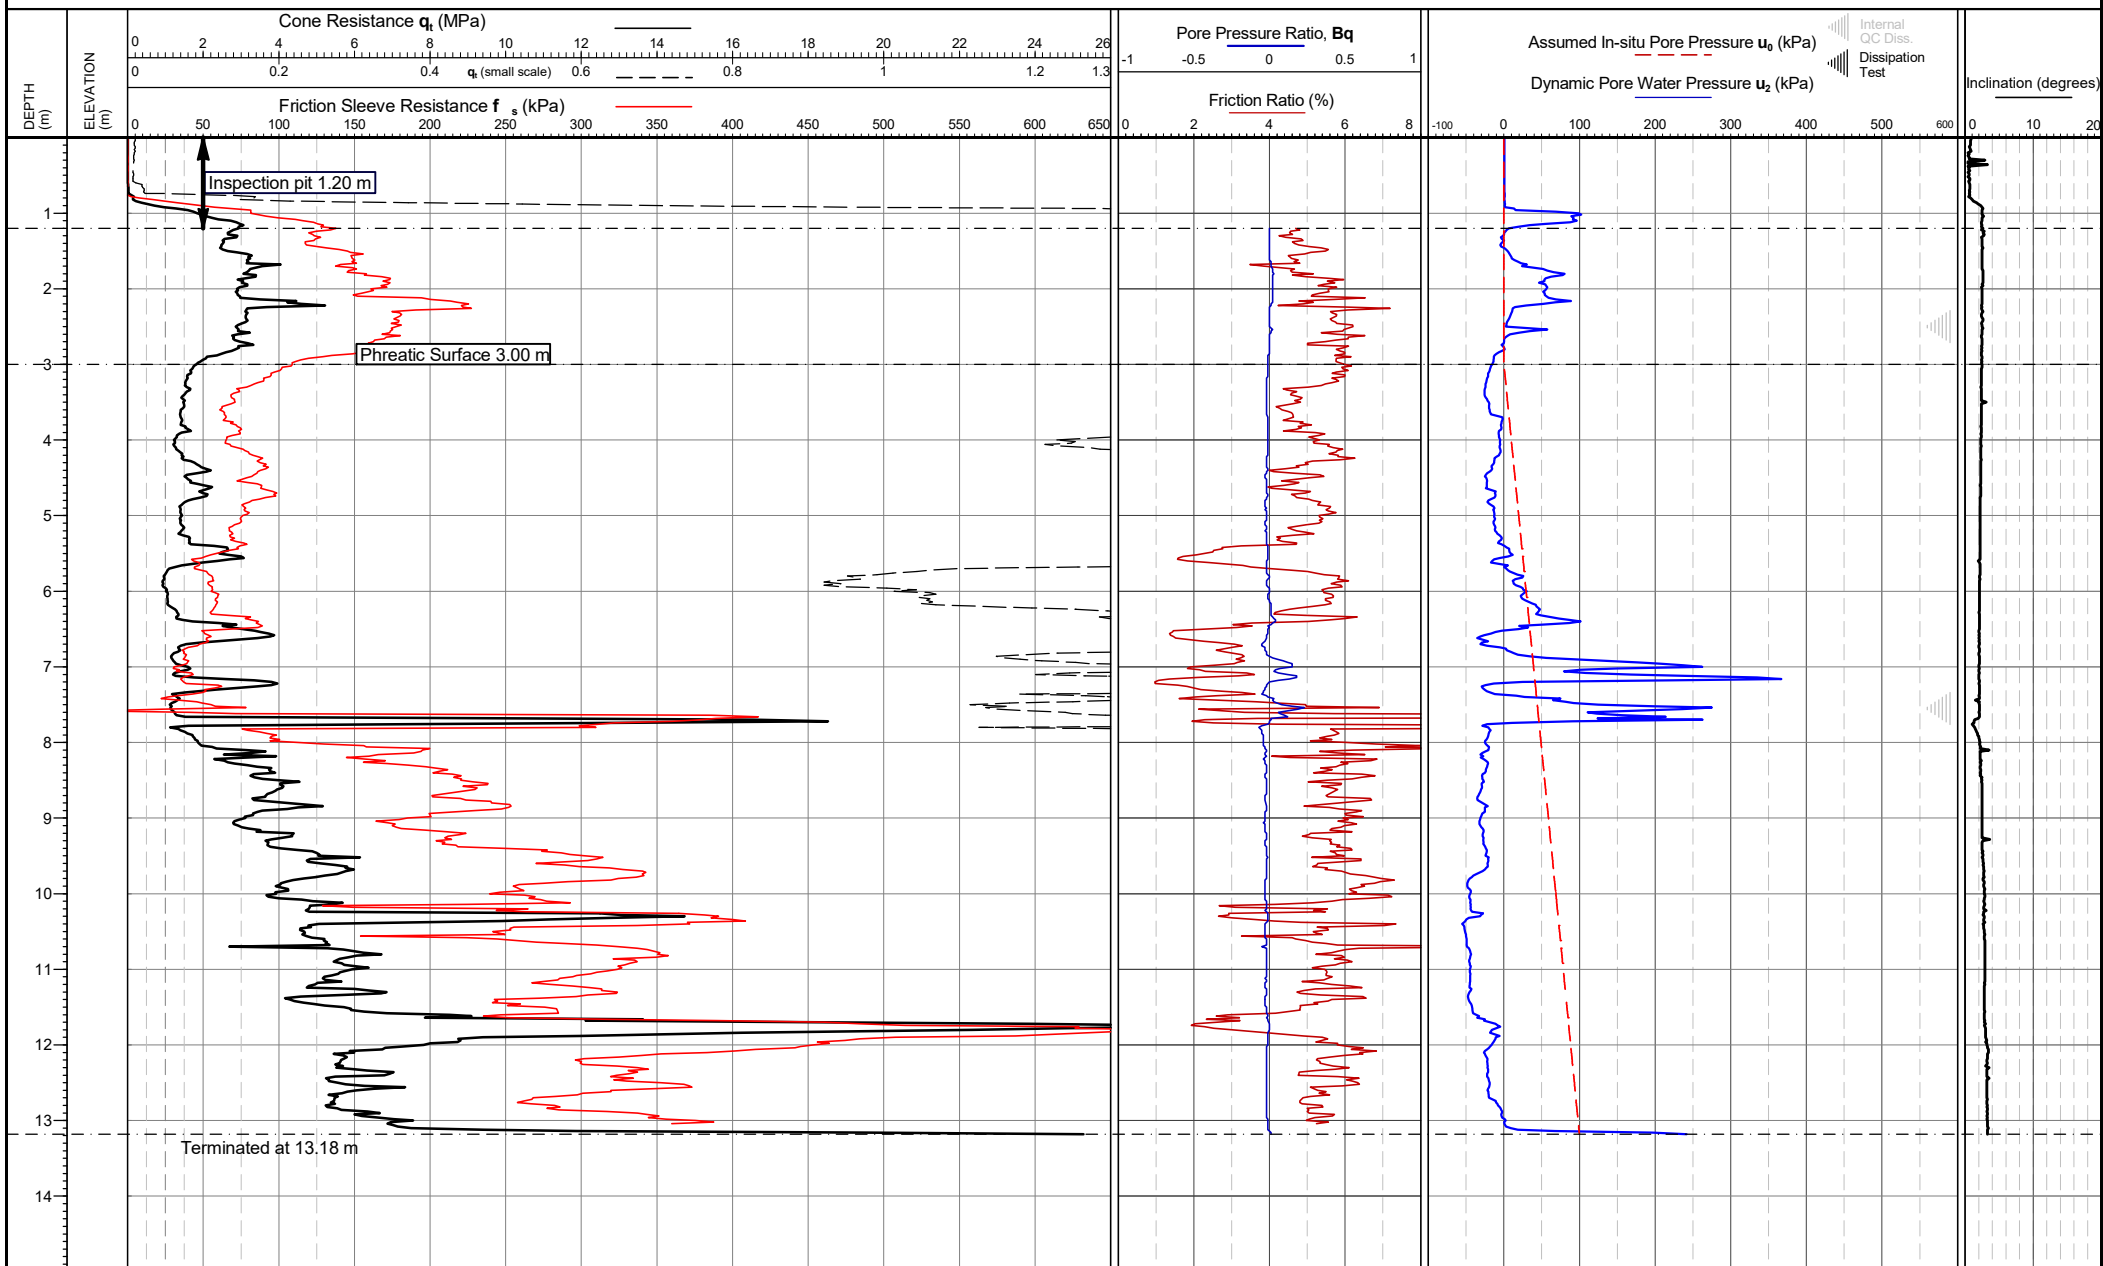 Cone Resistance qt (MPa)
0 2 4 6 8 10 12 14 16 18 20 22 24 26
0 0.2 0.4 qt (small scale) 0.6 0.8 1 1.2 1.3
Friction Sleeve Resistance f s (kPa)
0 50 100 150 200 250 300 350 400 450 500 550 600 650
DEPTH
(m)
ELEVATION
(m)
Pore Pressure Ratio, Bq
-1 -0.5 0 0.5 1
Friction Ratio (%)
0 2 4 6 8
Assumed In-situ Pore Pressure u0 (kPa)
Dynamic Pore Water Pressure u2 (kPa)
-100 0 100 200 300 400 500 600
Internal
QC Diss.
Dissipation
Test
Inclination (degrees)
0 10 20
Inspection pit 1.20 m
1
2
Phreatic Surface 3.00 m
3
4
5
6
7
8
9
10
11
12
13
Terminated at 13.18 m
14